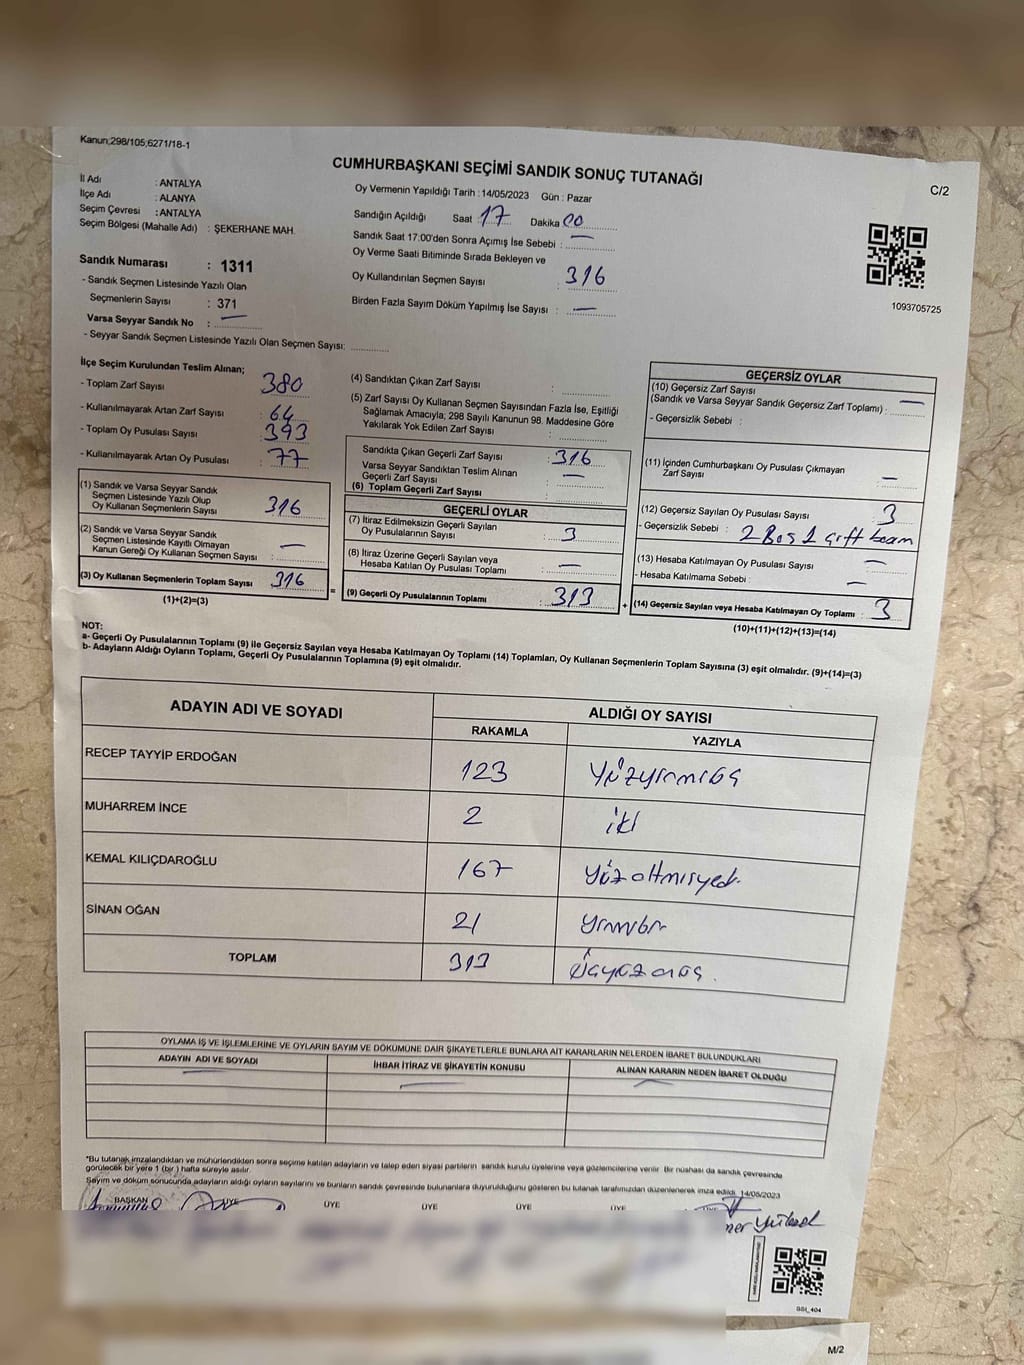 Kanun;298/105;6271/18-1
CUMHURBAŞKANI SEÇİMİ SANDIK SONUÇ TUTANAĞI
C/2
İl Adı : ANTALYA
İlçe Adı : ALANYA
Seçim Çevresi : ANTALYA
Seçim Bölgesi (Mahalle Adı) : ŞEKERHANE MAH.
Oy Vermenin Yapıldığı Tarih : 14/05/2023 Gün : Pazar
Sandığın Açıldığı Saat 17 Dakika 00
Sandık Saat 17:00'den Sonra Açımış İse Sebebi : —
Oy Verme Saati Bitiminde Sırada Bekleyen ve
Oy Kullandırılan Seçmen Sayısı : 316
Birden Fazla Sayım Döküm Yapılmış İse Sayısı : —
1093705725
Sandık Numarası : 1311
- Sandık Seçmen Listesinde Yazılı Olan
Seçmenlerin Sayısı : 371
Varsa Seyyar Sandık No : —
- Seyyar Sandık Seçmen Listesinde Yazılı Olan Seçmen Sayısı:
İlçe Seçim Kurulundan Teslim Alınan;
- Toplam Zarf Sayısı : 380
- Kullanılmayarak Artan Zarf Sayısı : 64
- Toplam Oy Pusulası Sayısı : 393
- Kullanılmayarak Artan Oy Pusulası : 77
(1) Sandık ve Varsa Seyyar Sandık
Seçmen Listesinde Yazılı Olup
Oy Kullanan Seçmenlerin Sayısı : 316
(2) Sandık ve Varsa Seyyar Sandık
Seçmen Listesinde Kayıtlı Olmayan
Kanun Gereği Oy Kullanan Seçmen Sayısı : —
(3) Oy Kullanan Seçmenlerin Toplam Sayısı : 316
(1)+(2)=(3)
=
(4) Sandıktan Çıkan Zarf Sayısı :
(5) Zarf Sayısı Oy Kullanan Seçmen Sayısından Fazla İse, Eşitliği
Sağlamak Amacıyla; 298 Sayılı Kanunun 98. Maddesine Göre
Yakılarak Yok Edilen Zarf Sayısı :
Sandıkta Çıkan Geçerli Zarf Sayısı : 316
Varsa Seyyar Sandıktan Teslim Alınan
Geçerli Zarf Sayısı : —
(6) Toplam Geçerli Zarf Sayısı :
GEÇERLİ OYLAR
(7) İtiraz Edilmeksizin Geçerli Sayılan
Oy Pusulalarının Sayısı : 3
(8) İtiraz Üzerine Geçerli Sayılan veya
Hesaba Katılan Oy Pusulası Toplamı : —
(9) Geçerli Oy Pusulalarının Toplamı : 313
+
GEÇERSİZ OYLAR
(10) Geçersiz Zarf Sayısı
(Sandık ve Varsa Seyyar Sandık Geçersiz Zarf Toplamı) : —
- Geçersizlik Sebebi :
(11) İçinden Cumhurbaşkanı Oy Pusulası Çıkmayan
Zarf Sayısı : —
(12) Geçersiz Sayılan Oy Pusulası Sayısı : 3
- Geçersizlik Sebebi : 2 Boş 1 çift
(13) Hesaba Katılmayan Oy Pusulası Sayısı : —
- Hesaba Katılmama Sebebi : —
(14) Geçersiz Sayılan veya Hesaba Katılmayan Oy Toplamı : 3
(10)+(11)+(12)+(13)=(14)
NOT:
a- Geçerli Oy Pusulalarının Toplamı (9) ile Geçersiz Sayılan veya Hesaba Katılmayan Oy Toplamı (14) Toplamları, Oy Kullanan Seçmenlerin Toplam Sayısına (3) eşit olmalıdır. (9)+(14)=(3)
b- Adayların Aldığı Oyların Toplamı, Geçerli Oy Pusulalarının Toplamına (9) eşit olmalıdır.
ADAYIN ADI VE SOYADI
ALDIĞI OY SAYISI
RAKAMLA
YAZIYLA
RECEP TAYYİP ERDOĞAN 123 Yüzyirmiüç
MUHARREM İNCE 2 iki
KEMAL KILIÇDAROĞLU 167 yüzaltmışyedi
SİNAN OĞAN 21 yirmibir
TOPLAM 313 üçyüzonüç.
OYLAMA İŞ VE İŞLEMLERİNE VE OYLARIN SAYIM VE DÖKÜMÜNE DAİR ŞİKAYETLERLE BUNLARA AİT KARARLARIN NELERDEN İBARET BULUNDUKLARI
ADAYIN ADI VE SOYADI
İHBAR İTİRAZ VE ŞİKAYETİN KONUSU
ALINAN KARARIN NEDEN İBARET OLDUĞU
*Bu tutanak imzalandıktan ve mühürlendikten sonra seçime katılan adayların ve talep eden siyasi partilerin sandık kurulu üyelerine veya gözlemcilerine verilir. Bir nüshası da sandık çevresinde
görülecek bir yere 1 (bir) hafta süreyle asılır.
Sayım ve döküm sonucunda adayların aldığı oyların sayılarını ve bunların sandık çevresinde bulunanlara duyurulduğunu gösteren bu tutanak tarafımızdan düzenlenerek imza edildi. 14/05/2023
BAŞKAN ÜYE ÜYE ÜYE ÜYE ÜYE ÜYE
Yüksel
SSI_404
M/2